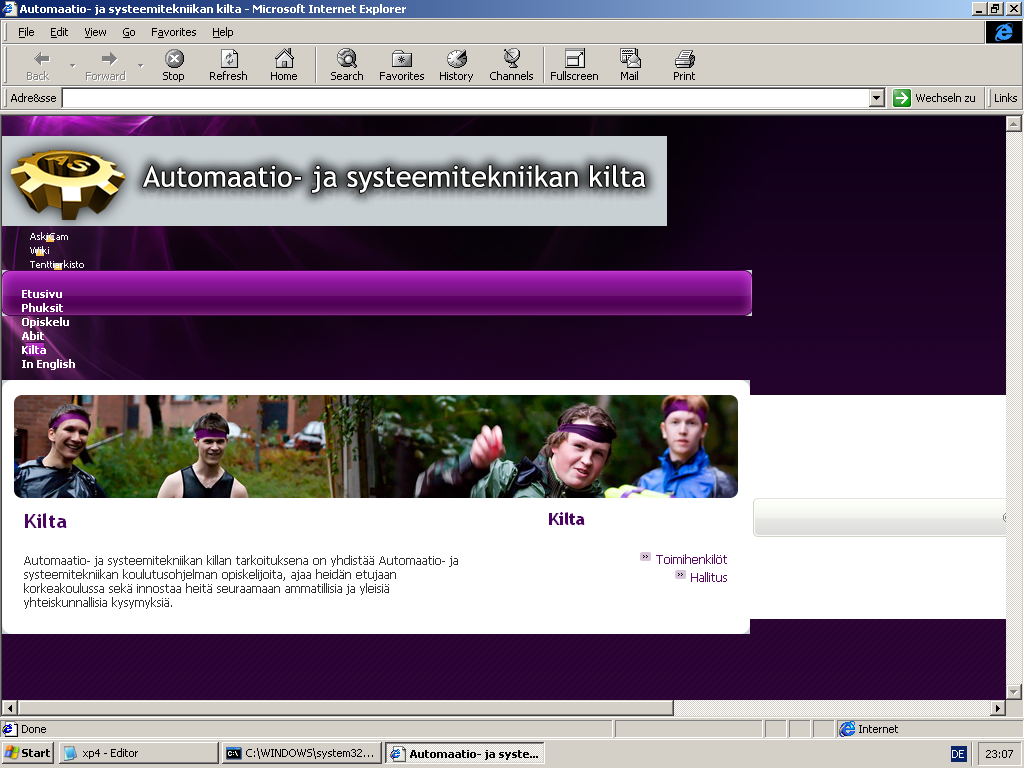 Automaatio- ja systeemitekniikan kilta - Microsoft Internet Explorer
File Edit View Go Favorites Help
Back Forward Stop Refresh Home Search Favorites History Channels Fullscreen Mail Print
Adre&sse Wechseln zu Links
AS Automaatio- ja systeemitekniikan kilta
AskiCam
Wiki
Tenttiarkisto
Etusivu
Phuksit
Opiskelu
Abit
Kilta
In English
Kilta
Automaatio- ja systeemitekniikan killan tarkoituksena on yhdistää Automaatio- ja
systeemitekniikan koulutusohjelman opiskelijoita, ajaa heidän etujaan
korkeakoulussa sekä innostaa heitä seuraamaan ammatillisia ja yleisiä
yhteiskunnallisia kysymyksiä.
Kilta
Toimihenkilöt
Hallitus
Done Internet
Start xp4 - Editor C:\WINDOWS\system32... Automaatio- ja syste... DE 23:07